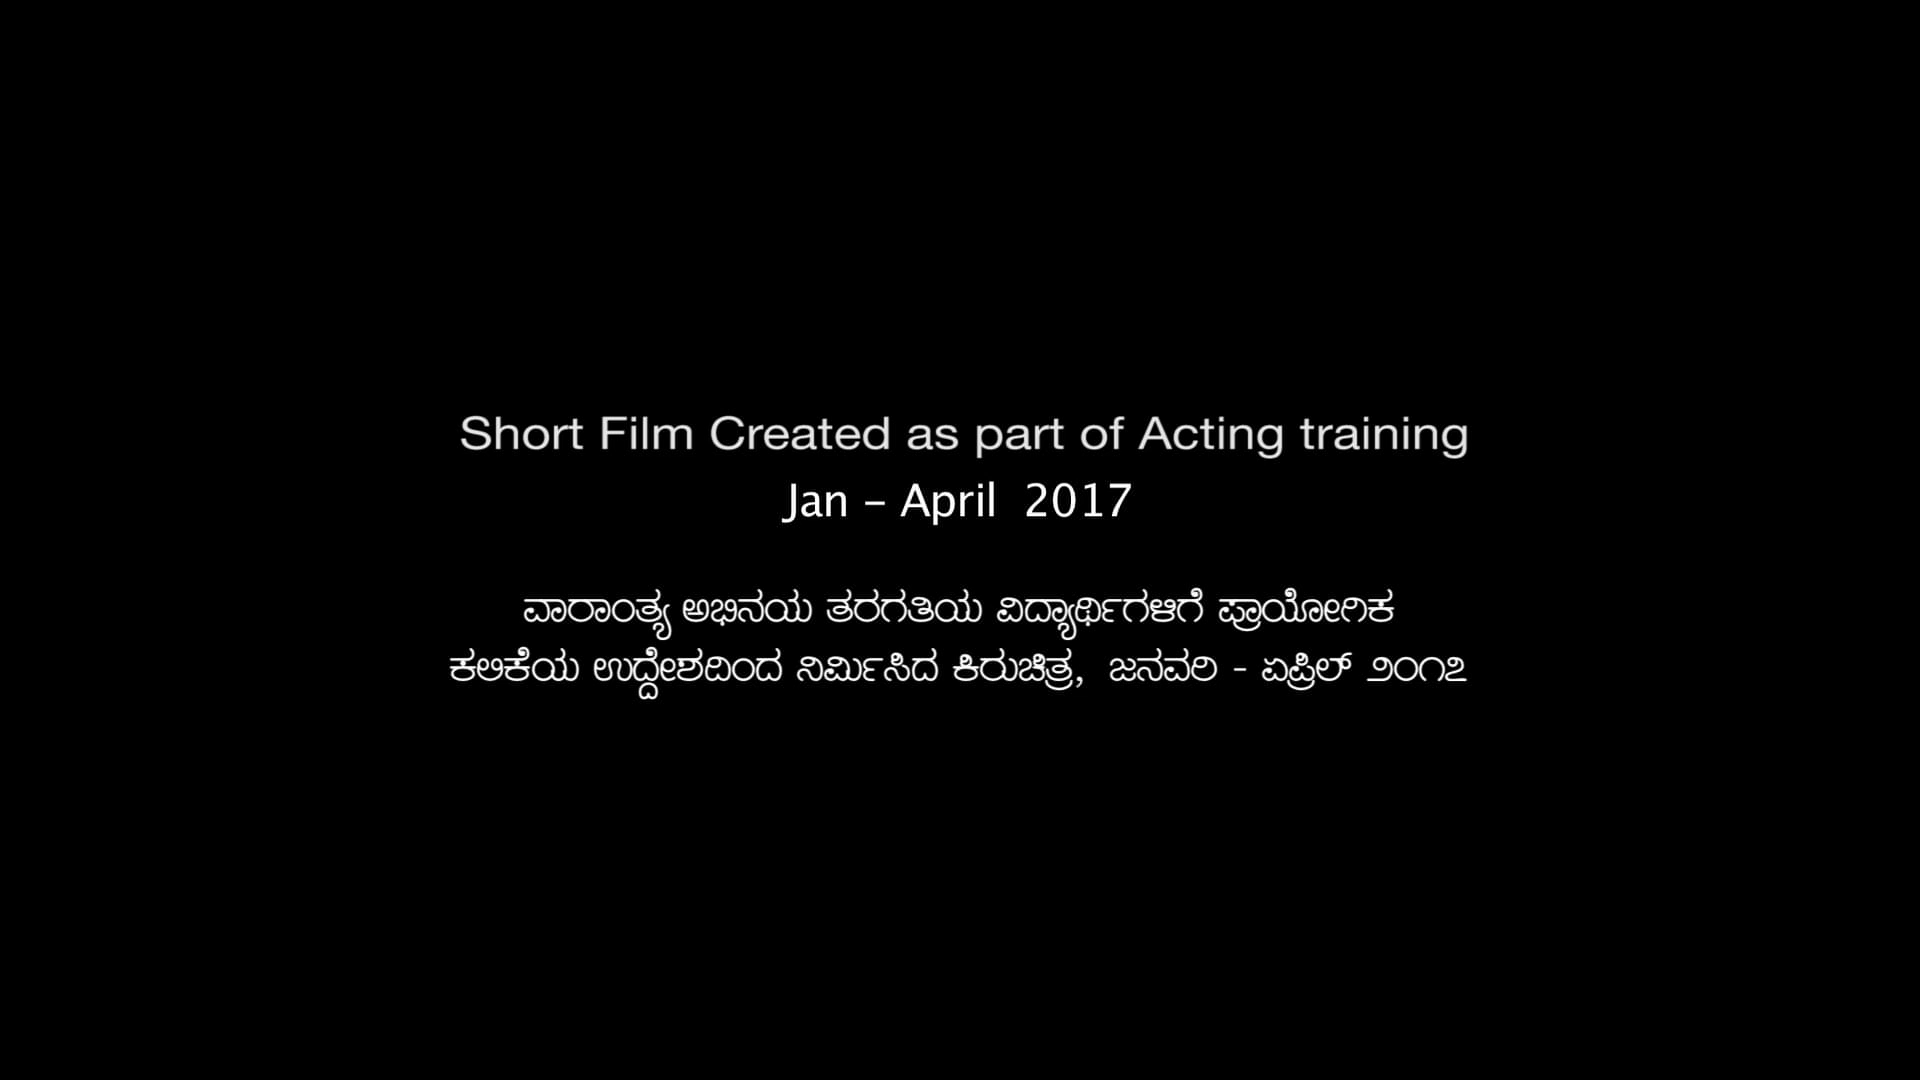 Short Film Created as part of Acting training
Jan – April 2017
ವಾರಾಂತ್ಯ ಅಭಿನಯ ತರಗತಿಯ ವಿದ್ಯಾರ್ಥಿಗಳಿಗೆ ಪ್ರಾಯೋಗಿಕ
ಕಲಿಕೆಯ ಉದ್ದೇಶದಿಂದ ನಿರ್ಮಿಸಿದ ಕಿರುಚಿತ್ರ, ಜನವರಿ - ಏಪ್ರಿಲ್ ೨೦೧೭